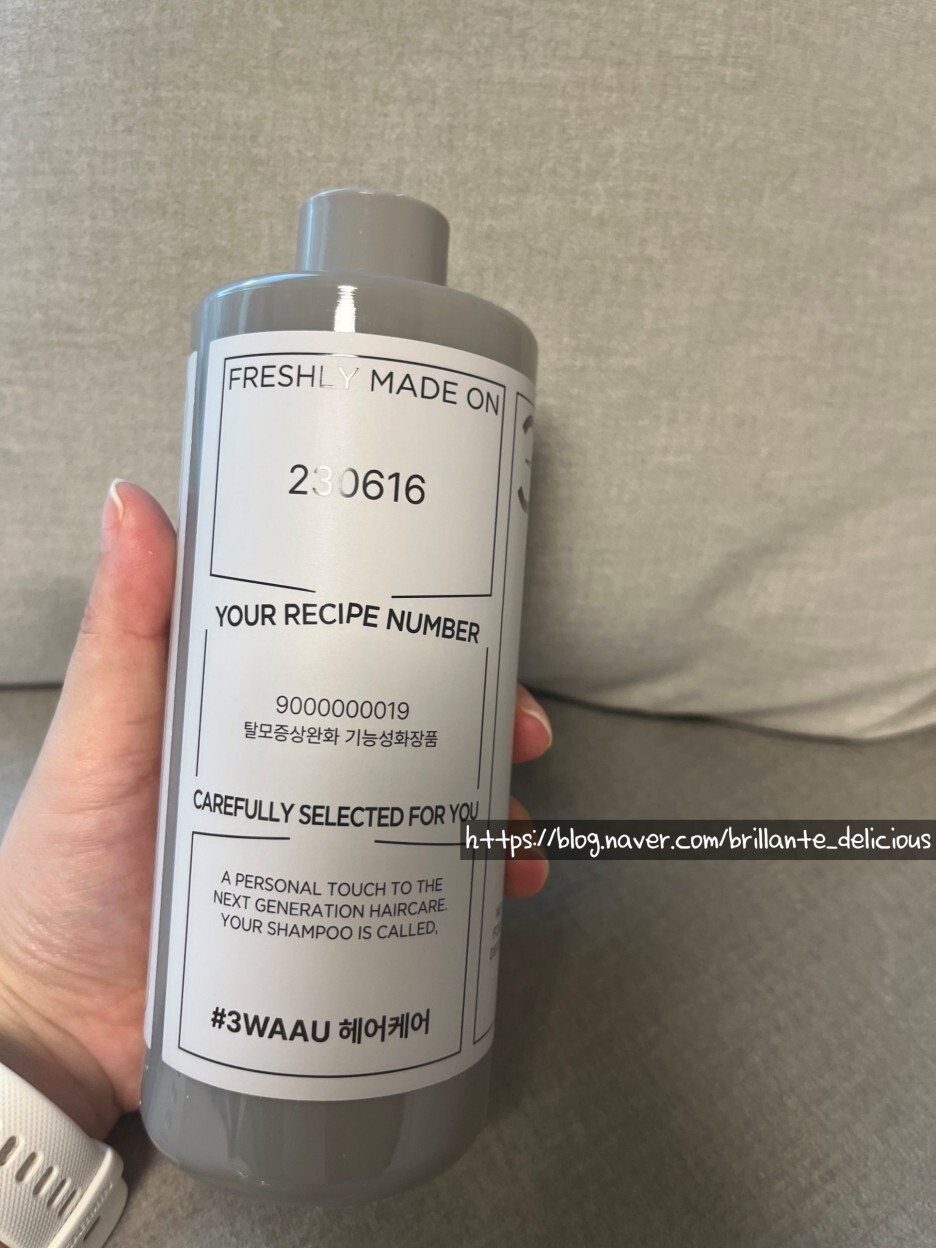 FRESHLY MADE ON
230616
YOUR RECIPE NUMBER
9000000019
탈모증상완화 기능성화장품
CAREFULLY SELECTED FOR YOU
https://blog.naver.com/brillante_delicious
A PERSONAL TOUCH TO THE
NEXT GENERATION HAIRCARE.
YOUR SHAMPOO IS CALLED,
#3WAAU 헤어케어